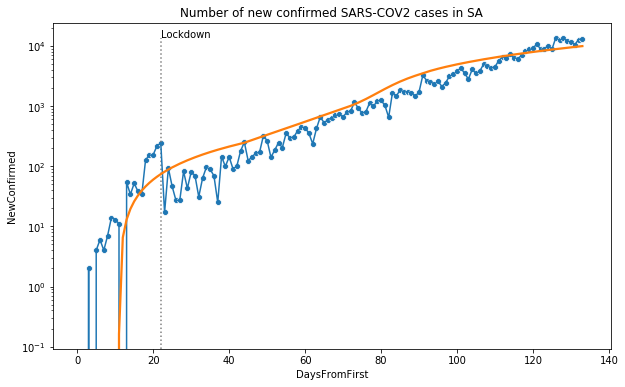 Number of new confirmed SARS-COV2 cases in SA
Lockdown
NewConfirmed
10⁴
10³
10²
10¹
10⁰
10⁻¹
0 20 40 60 80 100 120 140
DaysFromFirst